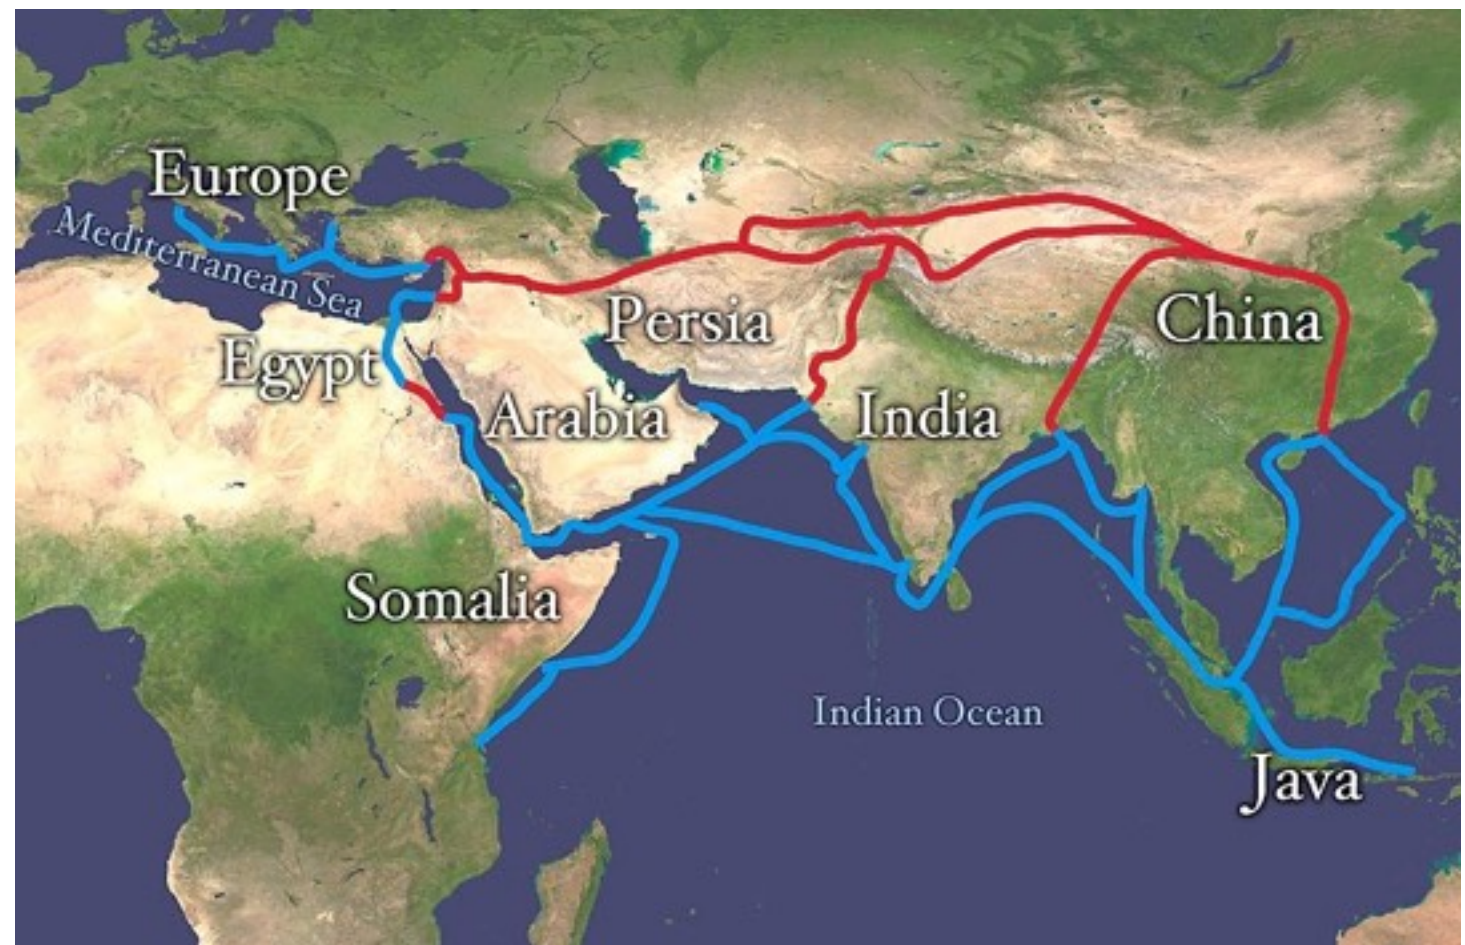 Europe
Mediterranean Sea
Persia
China
Egypt
Arabia
India
Somalia
Indian Ocean
Java